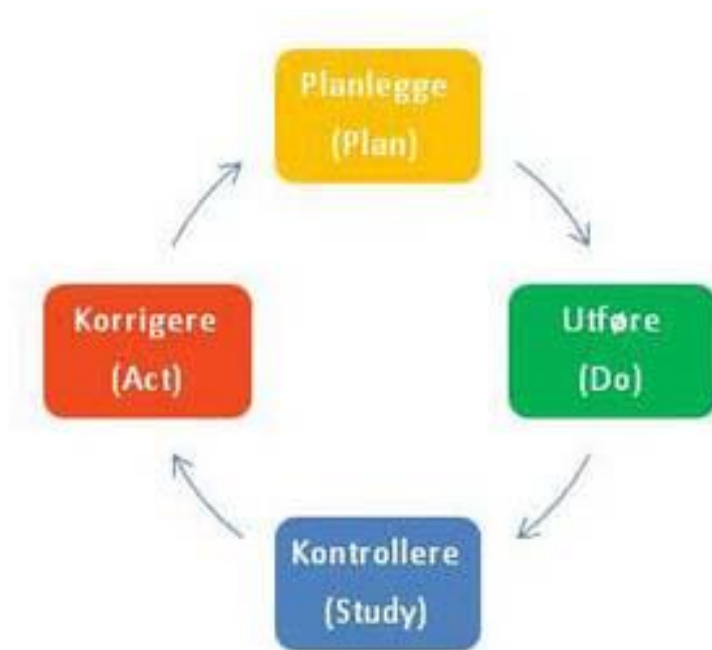 Planlegge
(Plan)
Utføre
(Do)
Kontrollere
(Study)
Korrigere
(Act)